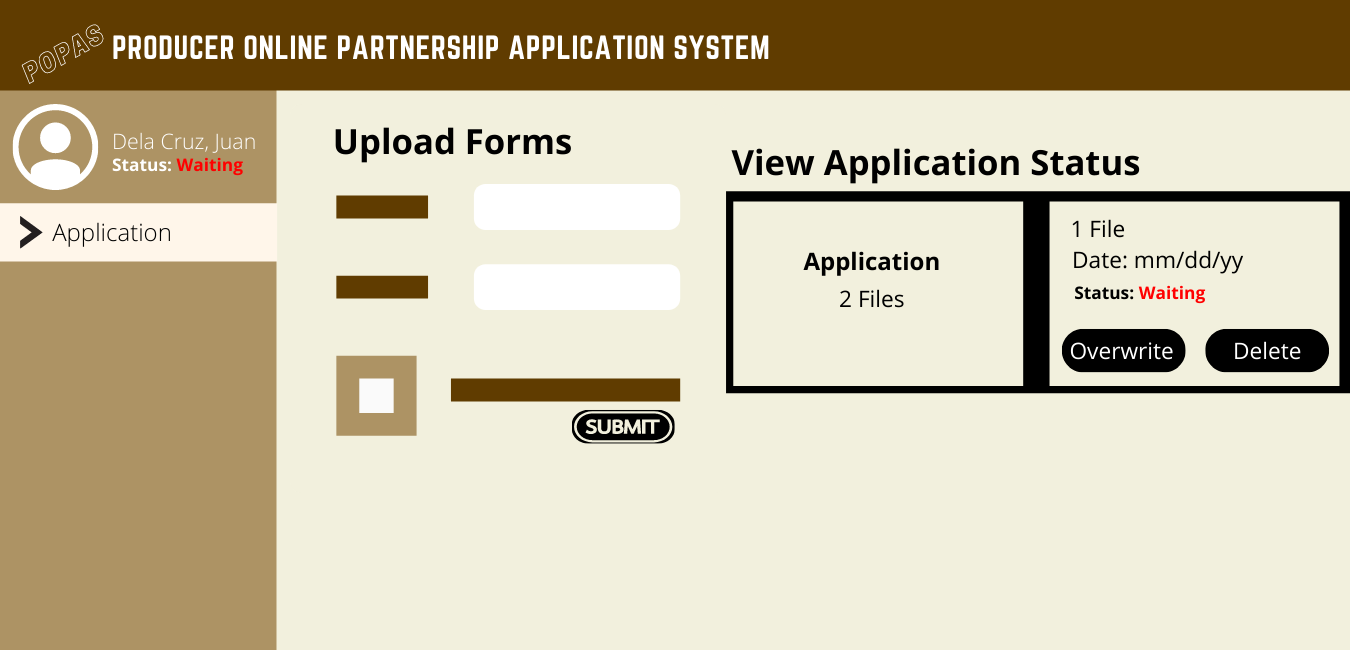 POPAS
PRODUCER ONLINE PARTNERSHIP APPLICATION SYSTEM
Dela Cruz, Juan
Status: Waiting
Application
Upload Forms
SUBMIT
View Application Status
Application
2 Files
1 File
Date: mm/dd/yy
Status: Waiting
Overwrite
Delete